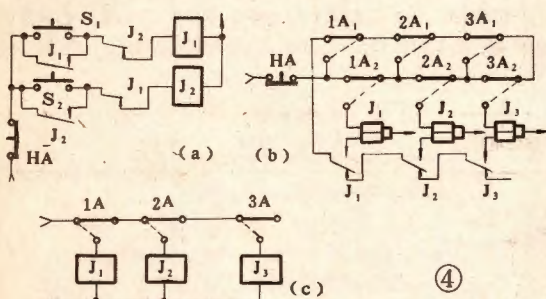 S₁ J₂ J₁
J₁
S₂ J₁ J₂
J₂
HA
(a)
1A₁ 2A₁ 3A₁
HA 1A₂ 2A₂ 3A₂
J₁ J₂ J₃
(b)
J₁ J₂ J₃
1A 2A 3A
J₁ J₂ J₃
(c)
④